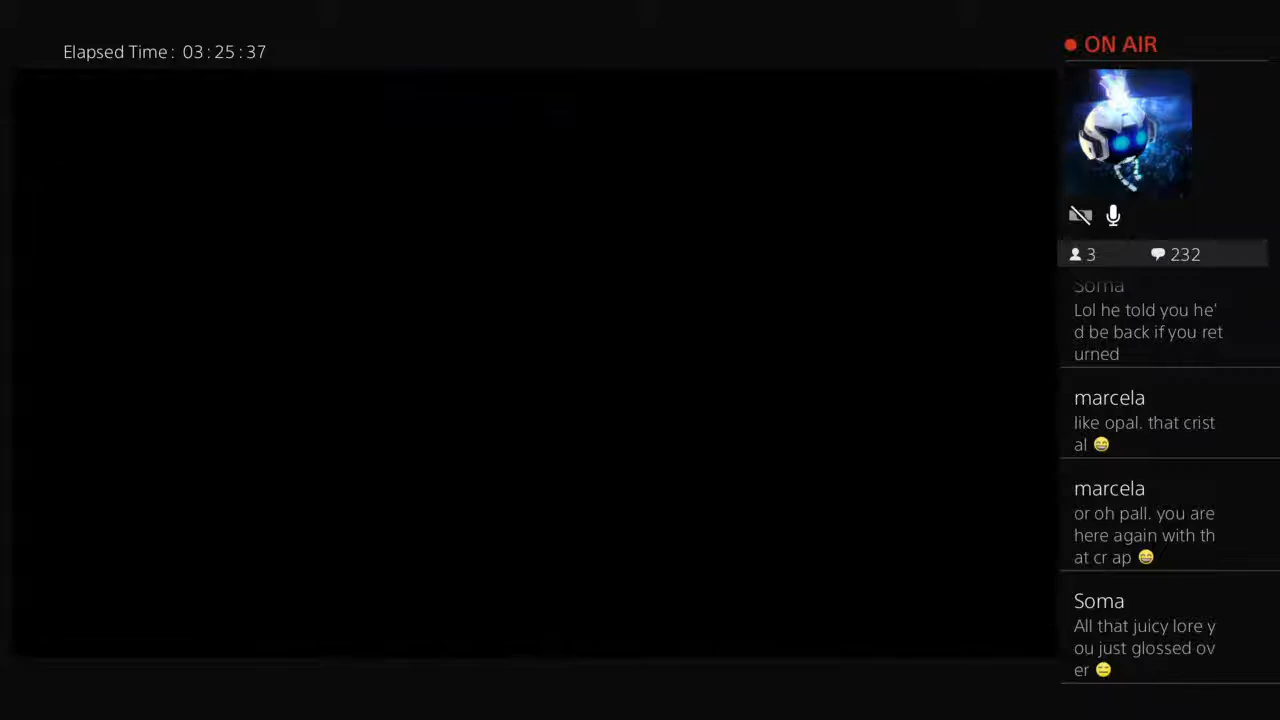 Elapsed Time: 03:25:37
ON AIR
3 232
Soma
Lol he told you he'
d be back if you ret
urned
marcela
like opal. that crist
al 😄
marcela
or oh pall. you are
here again with th
at cr ap 😄
Soma
All that juicy lore y
ou just glossed ov
er 😑